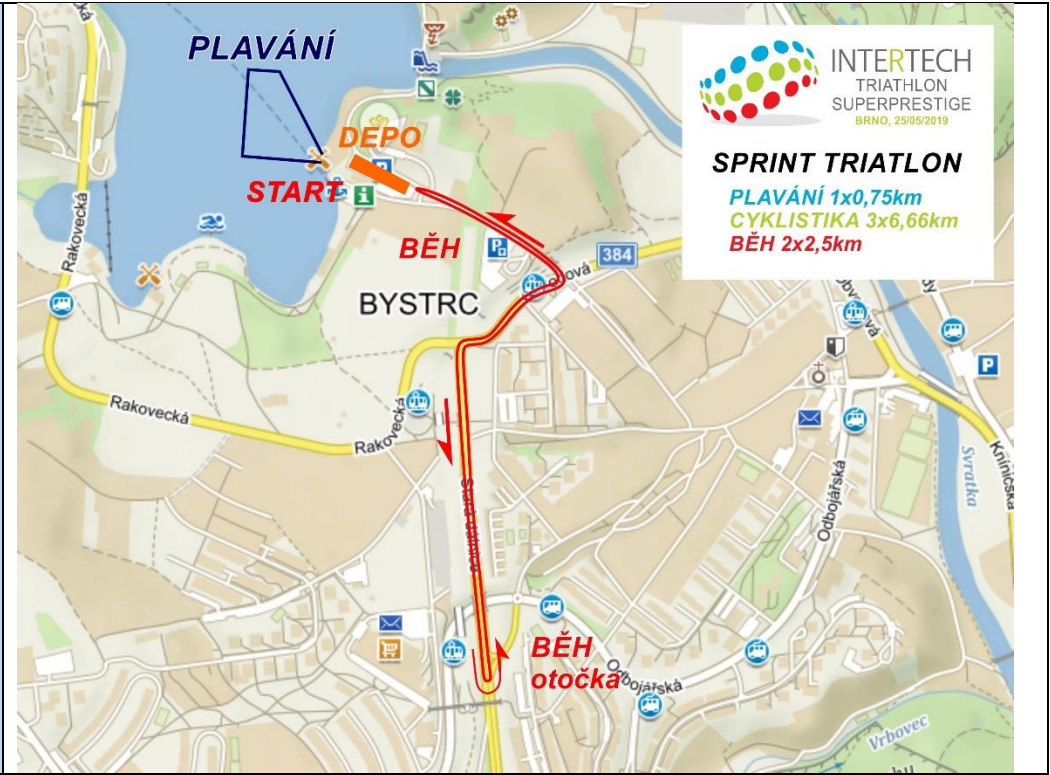 PLAVÁNÍ
INTERTECH
TRIATHLON
SUPERPRESTIGE
BRNO, 25/05/2019
SPRINT TRIATLON
PLAVÁNÍ 1x0,75km
CYKLISTIKA 3x6,66km
BĚH 2x2,5km
DEPO
START
i
BĚH
P
384
BYSTRC
Rakovecká
P
Rakovecká
Rakovecká
Kníničská
Svratka
Odbojářská
BĚH
otočka
Odbojářská
Vrbovec